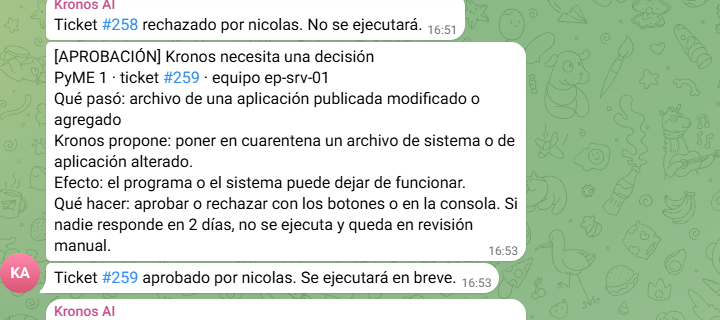 Kronos AI
Ticket #258 rechazado por nicolas. No se ejecutará. 16:51
[APROBACIÓN] Kronos necesita una decisión
PyME 1 · ticket #259 · equipo ep-srv-01
Qué pasó: archivo de una aplicación publicada modificado o
agregado
Kronos propone: poner en cuarentena un archivo de sistema o de
aplicación alterado.
Efecto: el programa o el sistema puede dejar de funcionar.
Qué hacer: aprobar o rechazar con los botones o en la consola. Si
nadie responde en 2 días, no se ejecuta y queda en revisión
manual. 16:53
KA
Ticket #259 aprobado por nicolas. Se ejecutará en breve. 16:53
Kronos AI